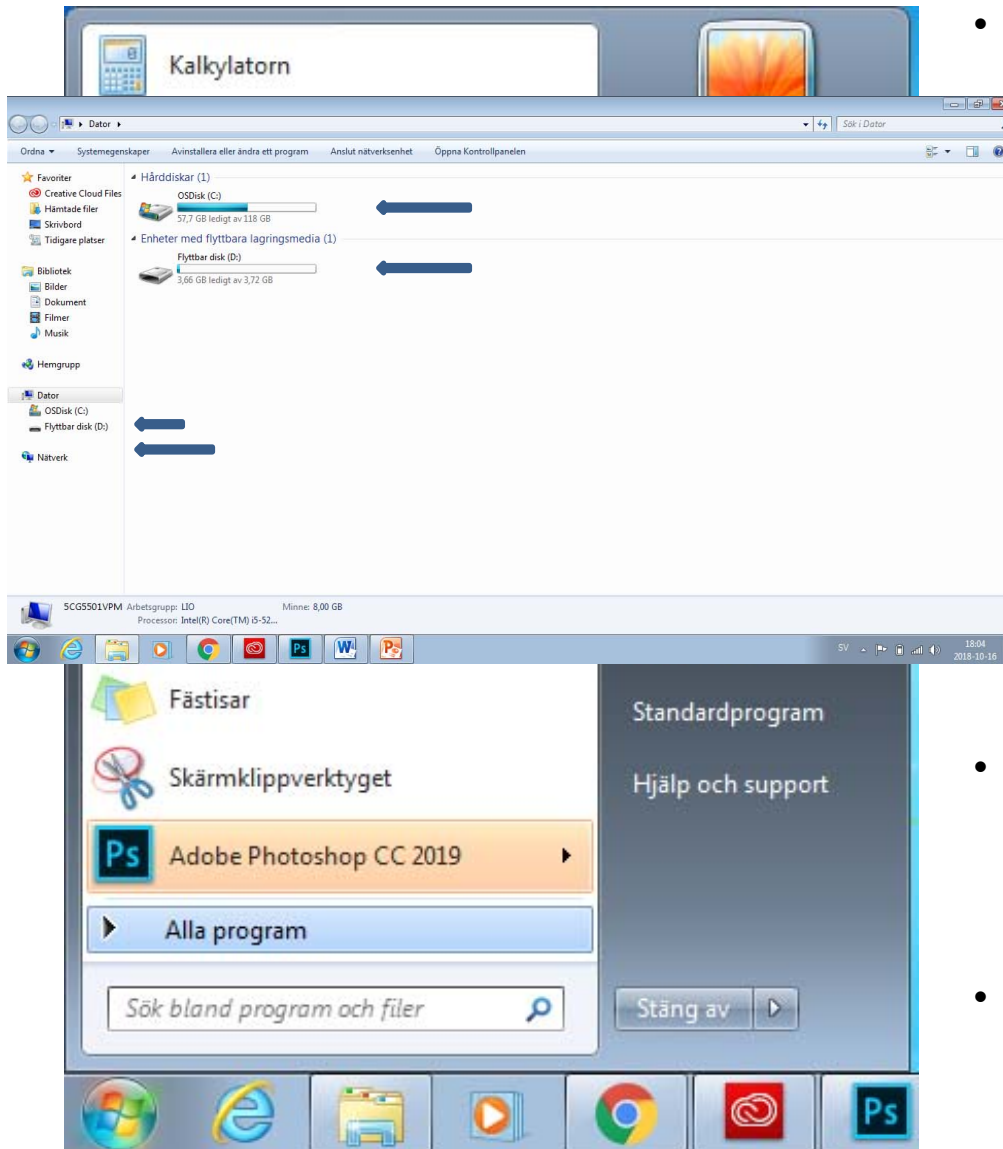 Kalkylatorn
Dator
Sök i Dator
Ordna Systemegenskaper Avinstallera eller ändra ett program Anslut nätverksenhet Öppna Kontrollpanelen
Favoriter
Creative Cloud Files
Hämtade filer
Skrivbord
Tidigare platser
Bibliotek
Bilder
Dokument
Filmer
Musik
Hemgrupp
Dator
OSDisk (C:)
Flyttbar disk (D:)
Nätverk
Hårddiskar (1)
OSDisk (C:)
57,7 GB ledigt av 118 GB
Enheter med flyttbara lagringsmedia (1)
Flyttbar disk (D:)
3,66 GB ledigt av 3,72 GB
5CG5501VPM Arbetsgrupp: LIO Minne: 8,00 GB
Processor: Intel(R) Core(TM) i5-52...
Ps W P
SV 18:04
2018-10-16
Fästisar
Skärmklippverktyget
Ps Adobe Photoshop CC 2019
Alla program
Sök bland program och filer
Standardprogram
Hjälp och support
Stäng av
Ps